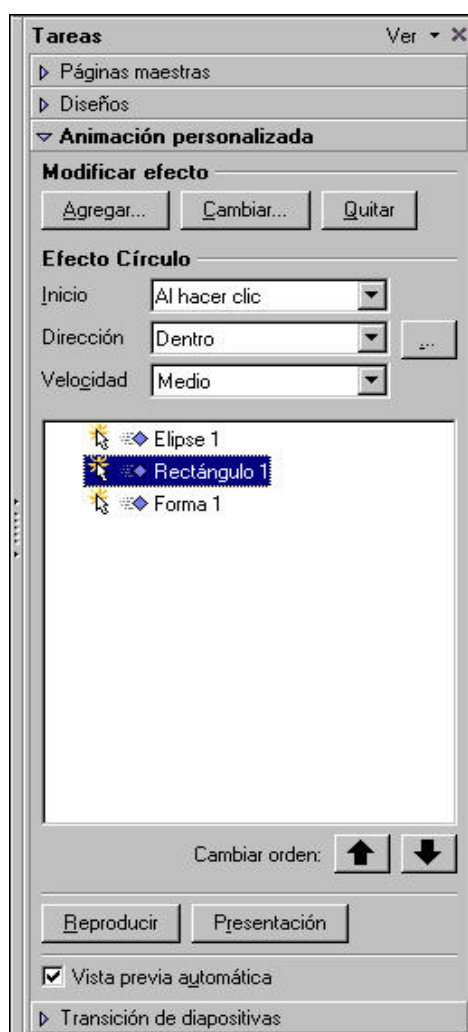 Tareas Ver
Páginas maestras
Diseños
Animación personalizada
Modificar efecto
Agregar... Cambiar... Quitar
Efecto Círculo
Inicio Al hacer clic
Dirección Dentro ...
Velocidad Medio
Elipse 1
Rectángulo 1
Forma 1
Cambiar orden:
Reproducir Presentación
Vista previa automática
Transición de diapositivas